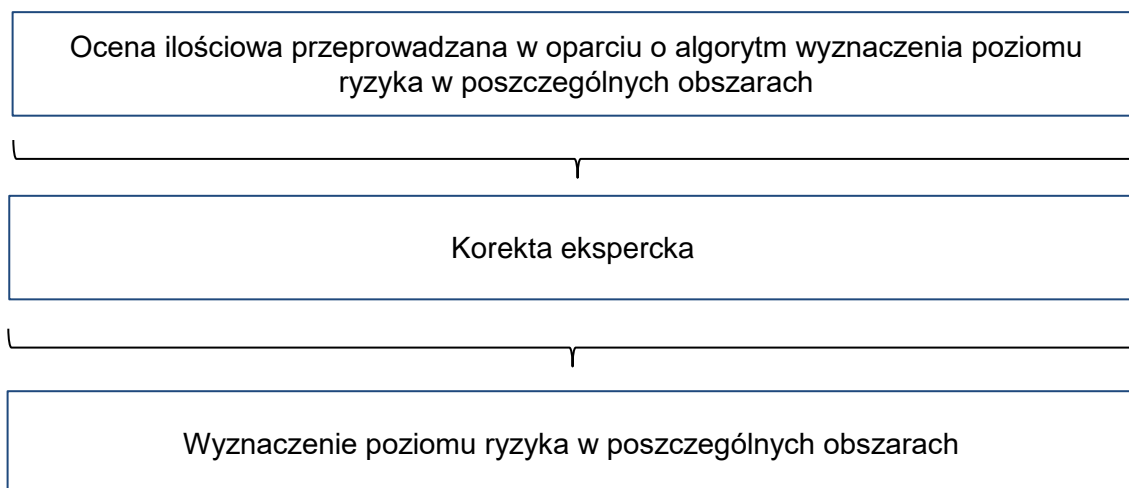 Ocena ilościowa przeprowadzana w oparciu o algorytm wyznaczenia poziomu
ryzyka w poszczególnych obszarach
Korekta ekspercka
Wyznaczenie poziomu ryzyka w poszczególnych obszarach